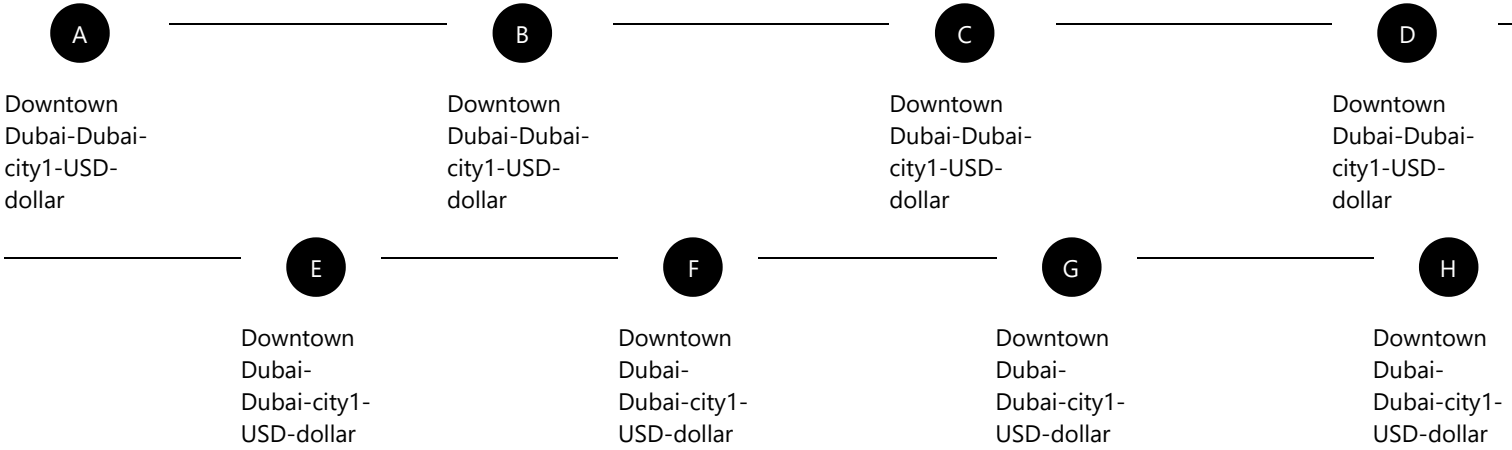 A
B
C
D
Downtown
Dubai-Dubai-
city1-USD-
dollar
Downtown
Dubai-Dubai-
city1-USD-
dollar
Downtown
Dubai-Dubai-
city1-USD-
dollar
Downtown
Dubai-Dubai-
city1-USD-
dollar
E
F
G
H
Downtown
Dubai-
Dubai-city1-
USD-dollar
Downtown
Dubai-
Dubai-city1-
USD-dollar
Downtown
Dubai-
Dubai-city1-
USD-dollar
Downtown
Dubai-
Dubai-city1-
USD-dollar